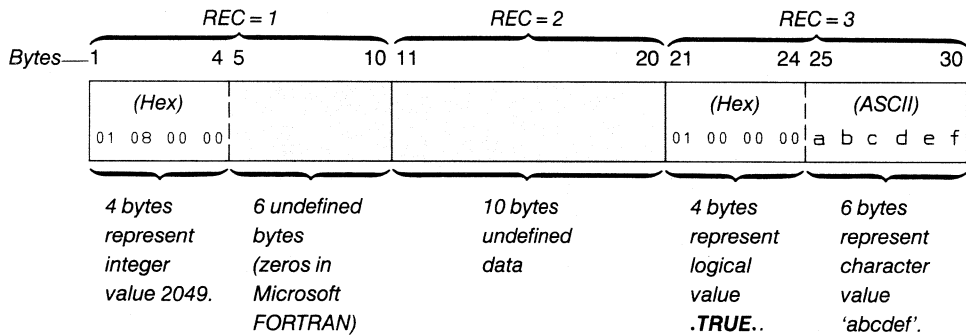 REC = 1 REC = 2 REC = 3
Bytes 1 4 5 10 11 20 21 24 25 30
(Hex) (Hex) (ASCII)
01 08 00 00 01 00 00 00 a b c d e f
4 bytes represent integer value 2049.
6 undefined bytes (zeros in Microsoft FORTRAN)
10 bytes undefined data
4 bytes represent logical value .TRUE..
6 bytes represent character value 'abcdef'.